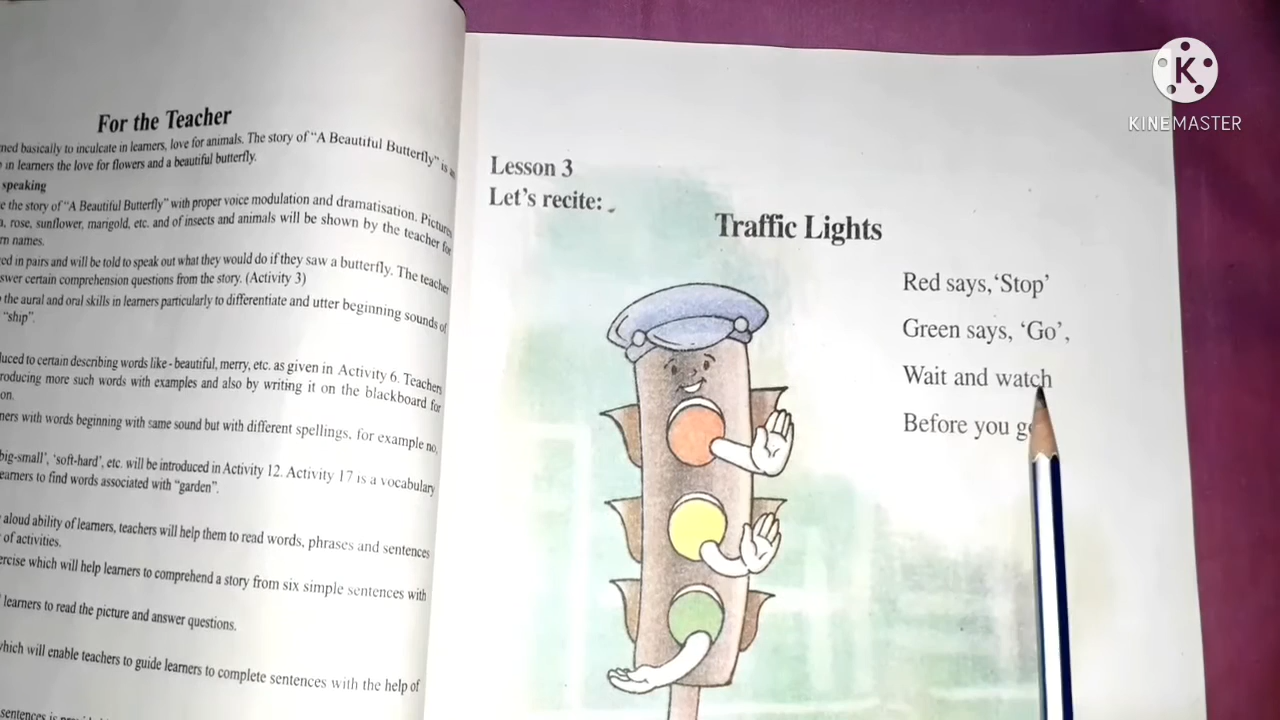 For the Teacher
ned basically to inculcate in learners, love for animals. The story of “A Beautiful Butterfly” is
in learners the love for flowers and a beautiful butterfly.
speaking
e the story of “A Beautiful Butterfly” with proper voice modulation and dramatisation. Pictures
a, rose, sunflower, marigold, etc. and of insects and animals will be shown by the teacher for
rn names.
ed in pairs and will be told to speak out what they would do if they saw a butterfly. The teacher
swer certain comprehension questions from the story. (Activity 3)
the aural and oral skills in learners particularly to differentiate and utter beginning sounds of
“ship”.
duced to certain describing words like - beautiful, merry, etc. as given in Activity 6. Teachers
roducing more such words with examples and also by writing it on the blackboard for
on.
ners with words beginning with same sound but with different spellings, for example no,
big-small’, ‘soft-hard’, etc. will be introduced in Activity 12. Activity 17 is a vocabulary
earners to find words associated with “garden”.
aloud ability of learners, teachers will help them to read words, phrases and sentences
of activities.
ercise which will help learners to comprehend a story from six simple sentences with
learners to read the picture and answer questions.
which will enable teachers to guide learners to complete sentences with the help of
sentences is
Lesson 3
Let’s recite:
Traffic Lights
Red says,‘Stop’
Green says, ‘Go’,
Wait and watch
Before you
K
KINEMASTER